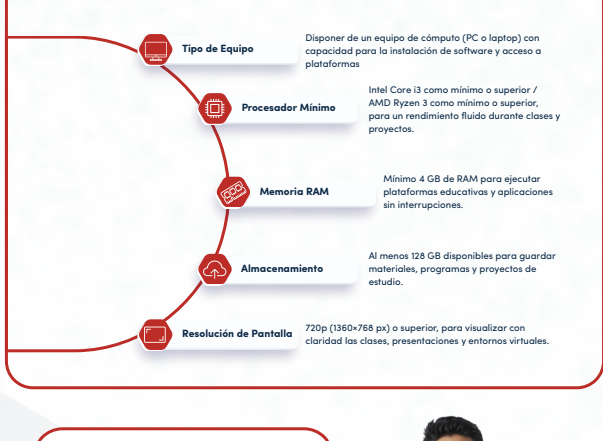 Tipo de Equipo
Disponer de un equipo de cómputo (PC o laptop) con
capacidad para la instalación de software y acceso a
plataformas
Procesador Mínimo
Intel Core i3 como mínimo o superior /
AMD Ryzen 3 como mínimo o superior,
para un rendimiento fluido durante clases y
proyectos.
Memoria RAM
Mínimo 4 GB de RAM para ejecutar
plataformas educativas y aplicaciones
sin interrupciones.
Almacenamiento
Al menos 128 GB disponibles para guardar
materiales, programas y proyectos de
estudio.
Resolución de Pantalla
720p (1360×768 px) o superior, para visualizar con
claridad las clases, presentaciones y entornos virtuales.